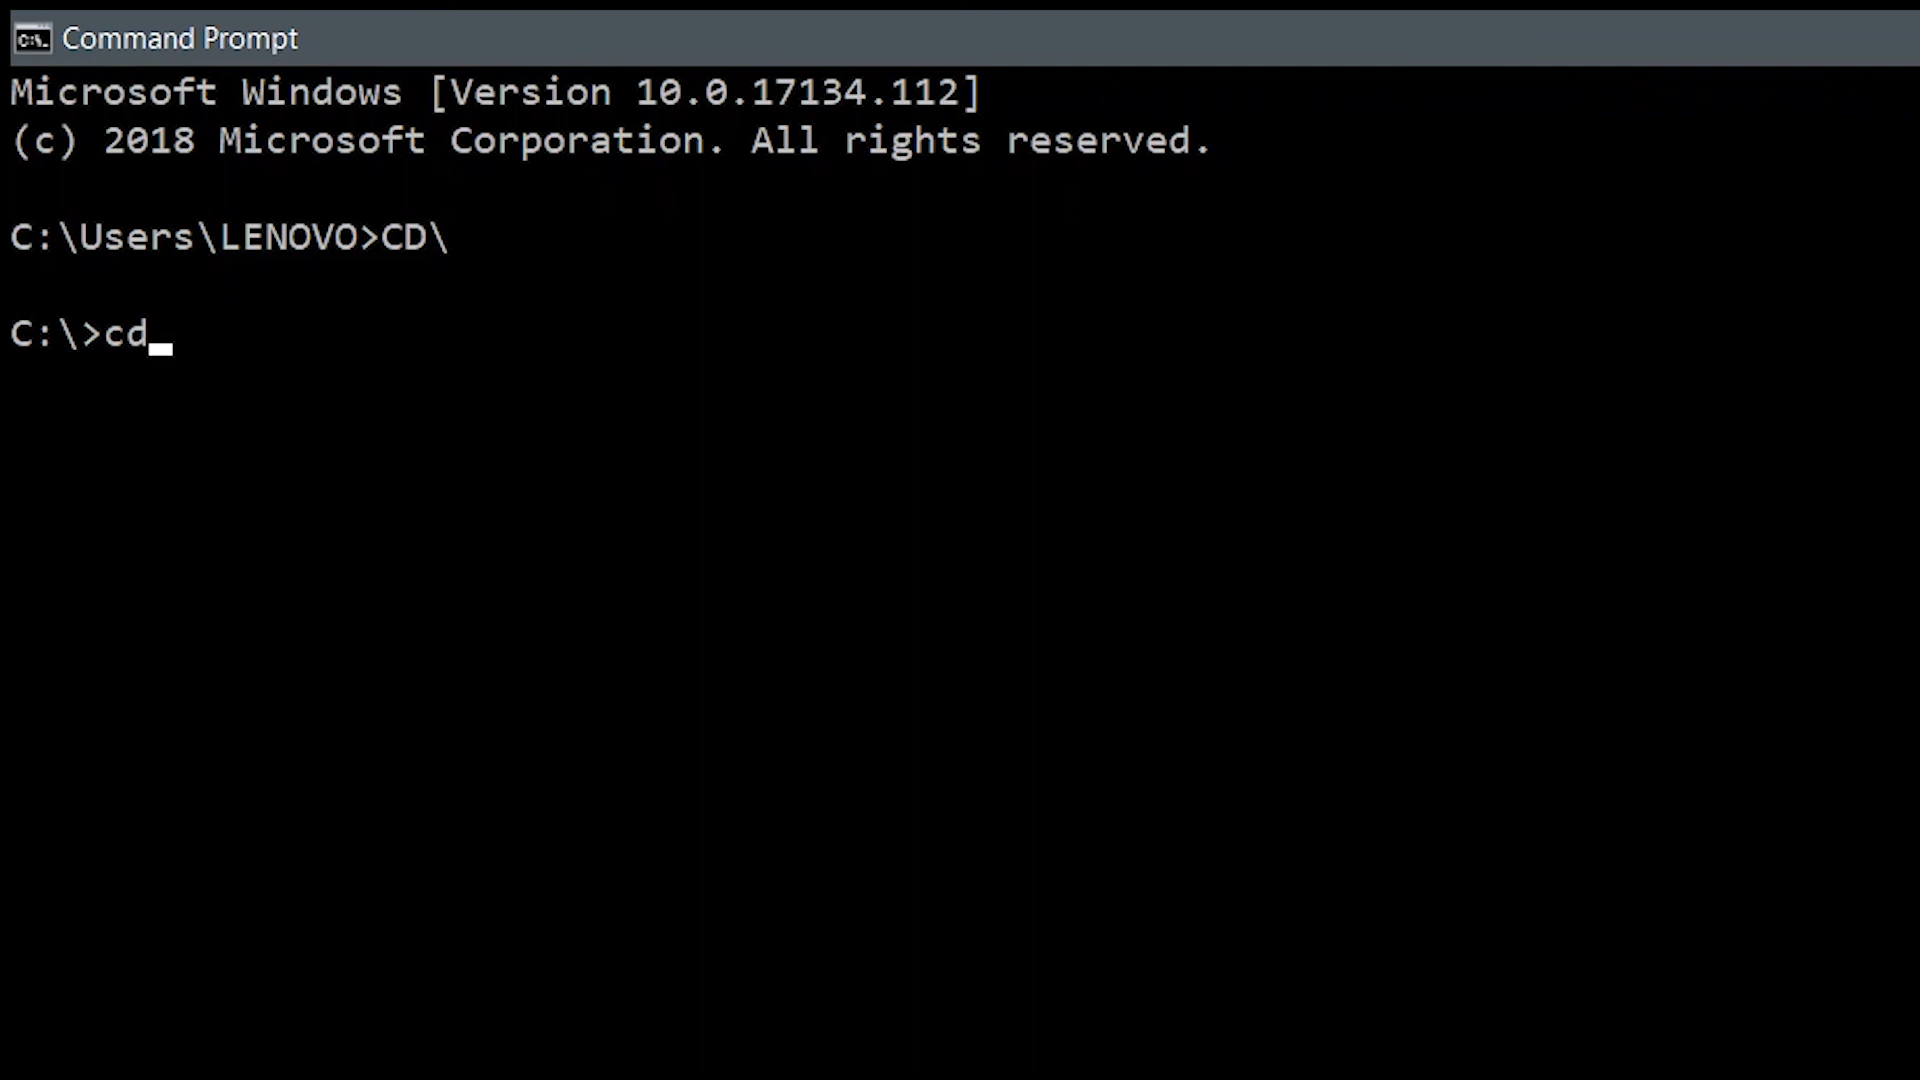 Command Prompt
Microsoft Windows [Version 10.0.17134.112]
(c) 2018 Microsoft Corporation. All rights reserved.
C:\Users\LENOVO>CD\
C:\>cd